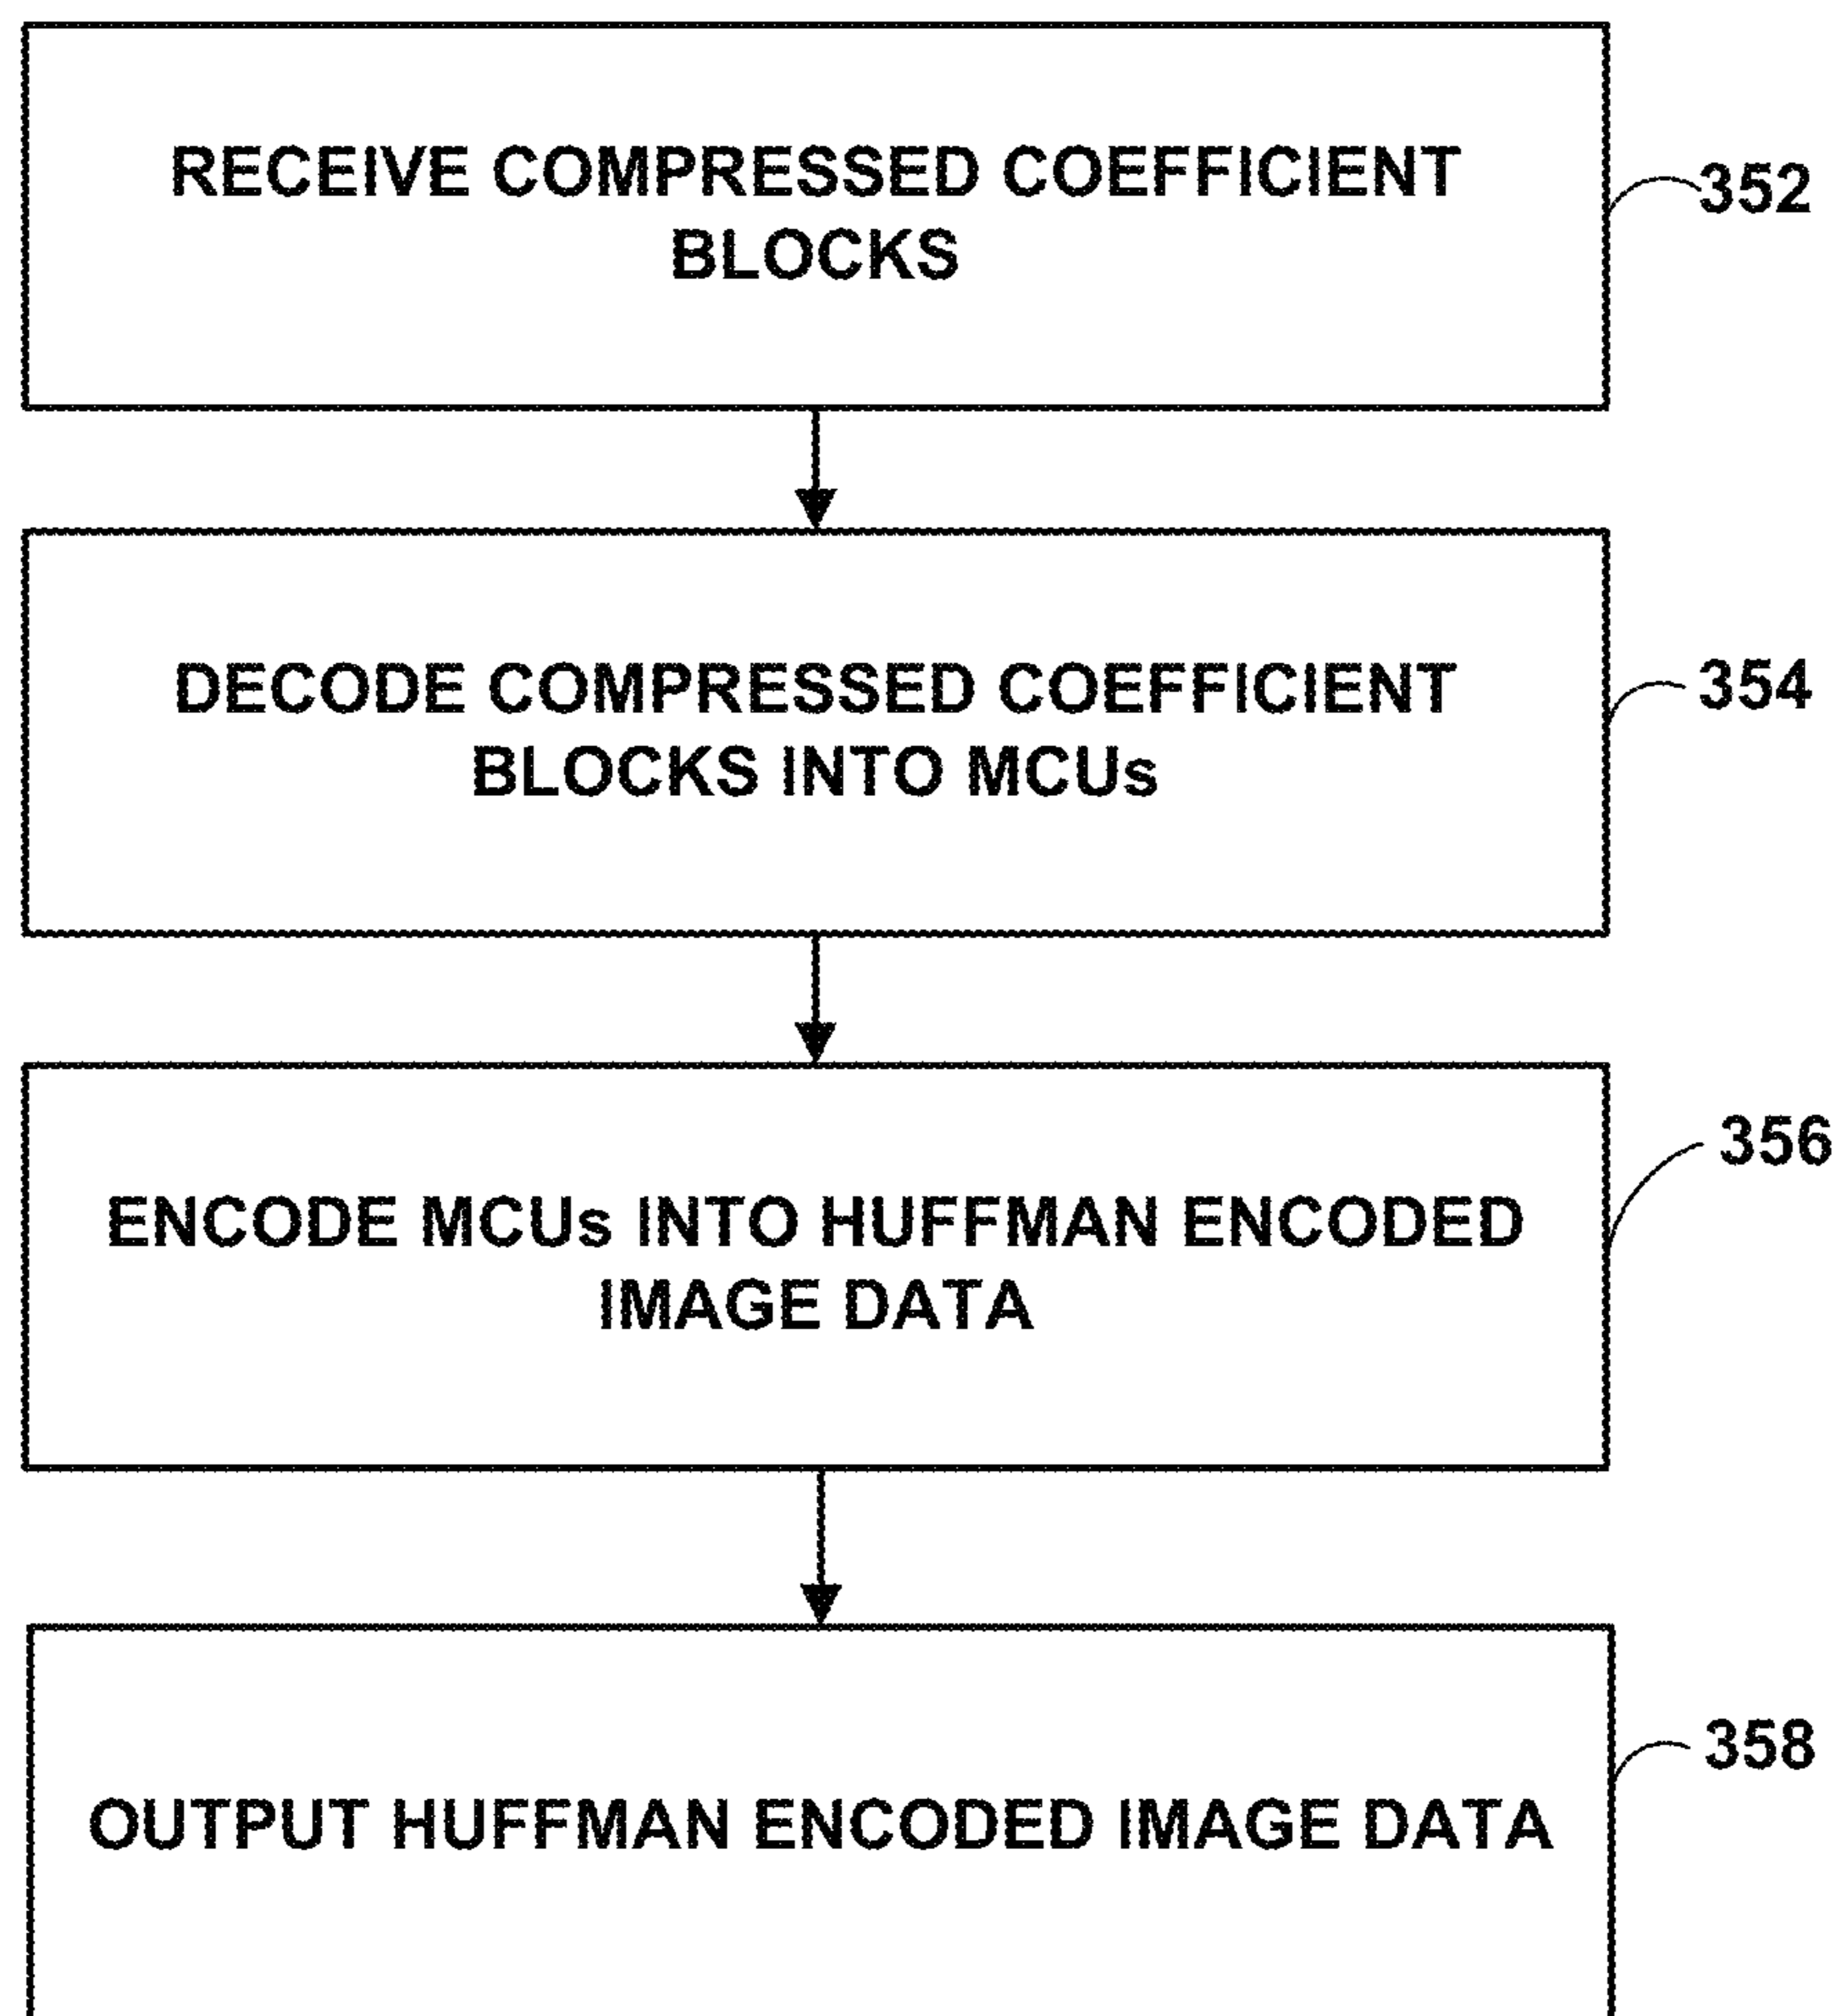 RECEIVE COMPRESSED COEFFICIENT
BLOCKS
352
DECODE COMPRESSED COEFFICIENT
BLOCKS INTO MCUs
354
ENCODE MCUs INTO HUFFMAN ENCODED
IMAGE DATA
356
OUTPUT HUFFMAN ENCODED IMAGE DATA
358